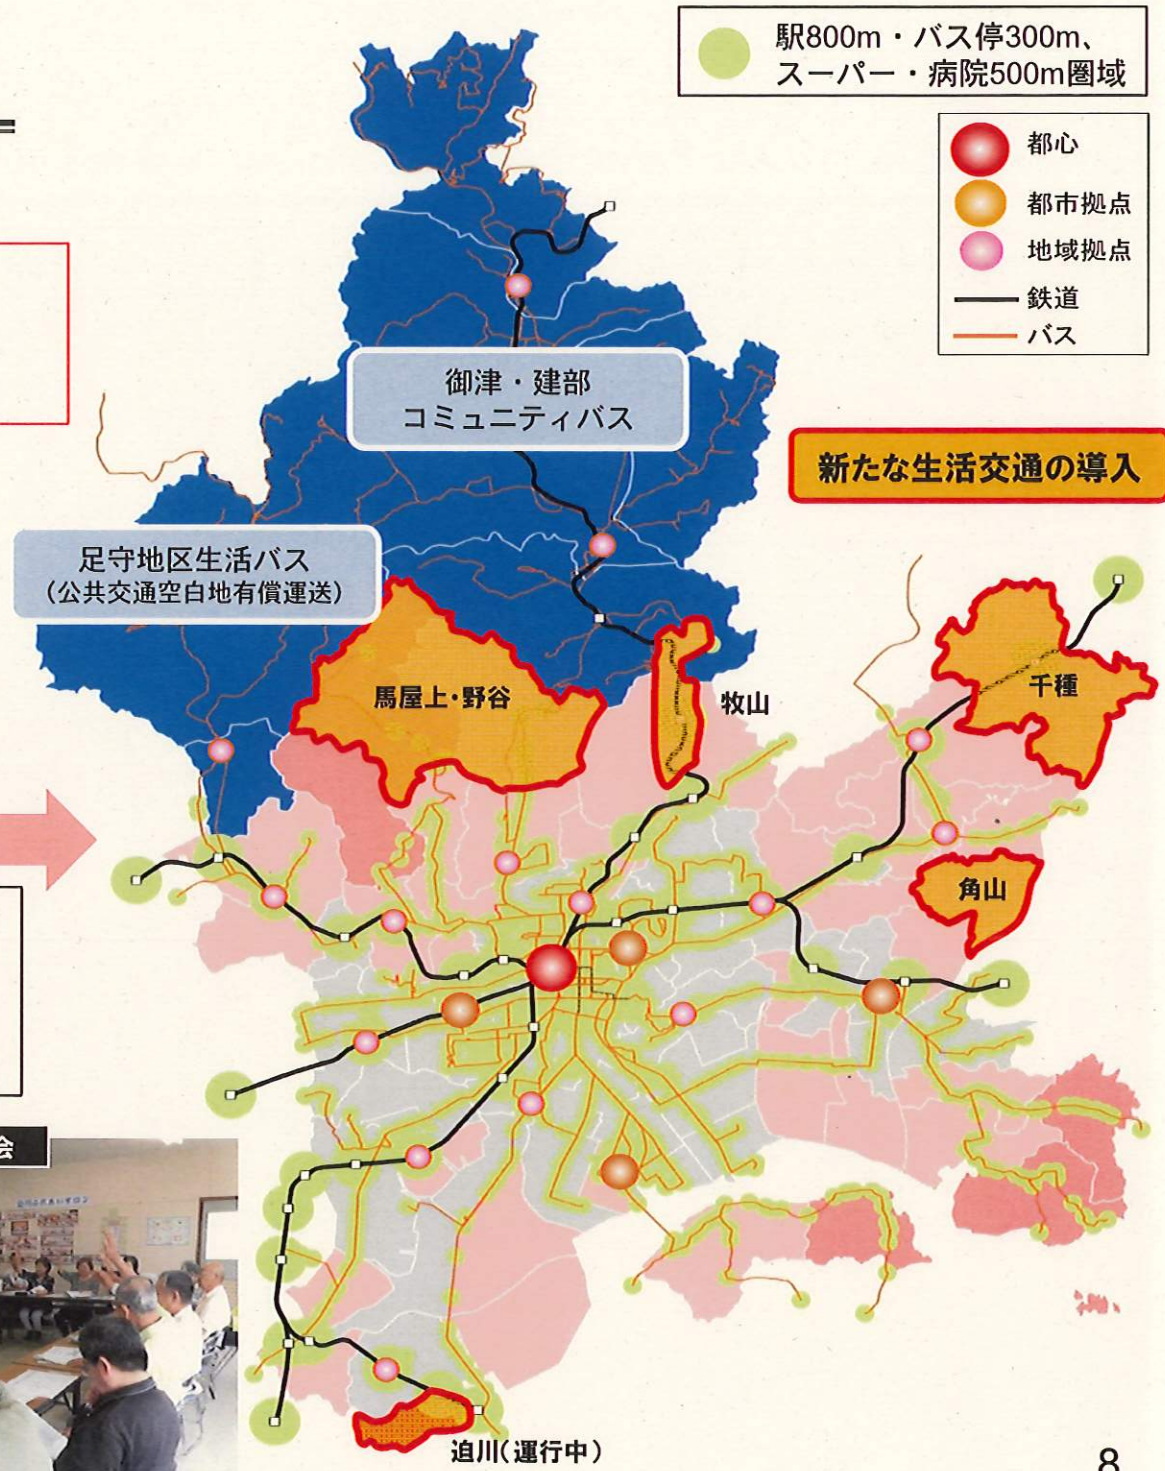 駅800m・バス停300m、
スーパー・病院500m圏域
都心
都市拠点
地域拠点
鉄道
バス
御津・建部
コミュニティバス
新たな生活交通の導入
足守地区生活バス
(公共交通空白地有償運送)
馬屋上・野谷
牧山
千種
角山
会
迫川(運行中)
8